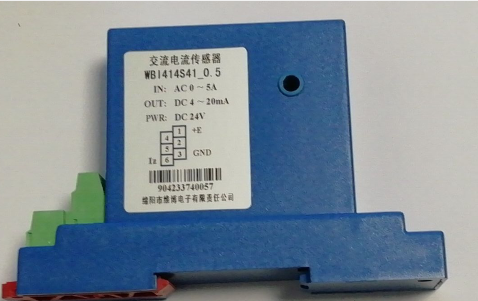 交流电流传感器
WBI414S41_0.5
IN: AC 0～5A
OUT: DC 4～20mA
PWR: DC 24V
1 +E
4
2
5
3 GND
Iz 6
904233740057
绵阳市维博电子有限责任公司